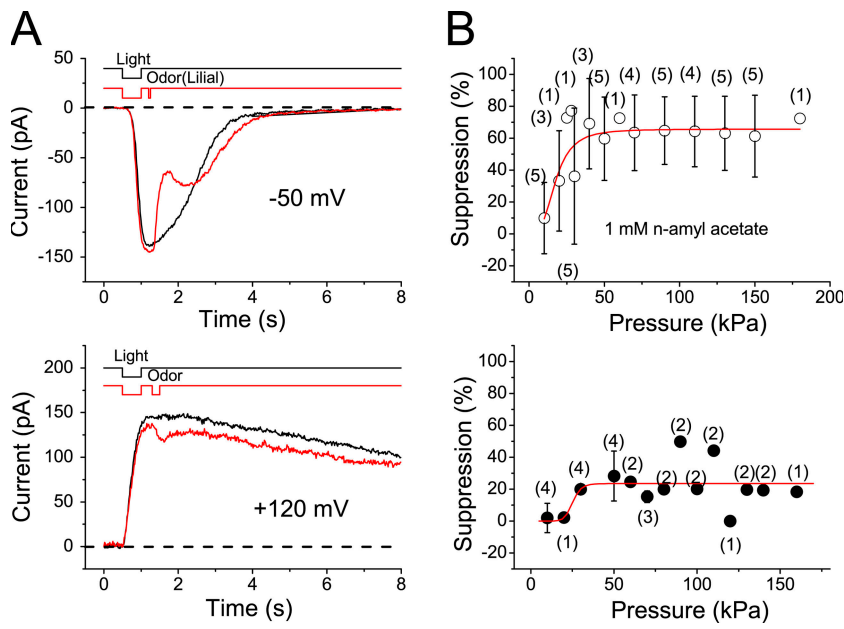 A
Light
Odor(Lilial)
50
0
-50
-100
-150
Current (pA)
-50 mV
0 2 4 6 8
Time (s)
B
(3)
(1) (5) (4) (5) (4) (5) (5)
(1) (1) (1)
(3)
(5)
(5)
100
80
60
40
20
0
-20
Suppression (%)
1 mM n-amyl acetate
0 50 100 150 200
Pressure (kPa)
Light
Odor
200
150
100
50
0
Current (pA)
+120 mV
0 2 4 6 8
Time (s)
100
80
60
40
20
0
-20
Suppression (%)
(2)
(4) (2)
(4) (4) (2) (2) (2) (2) (2) (1)
(3)
(1) (1)
0 50 100 150
Pressure (kPa)